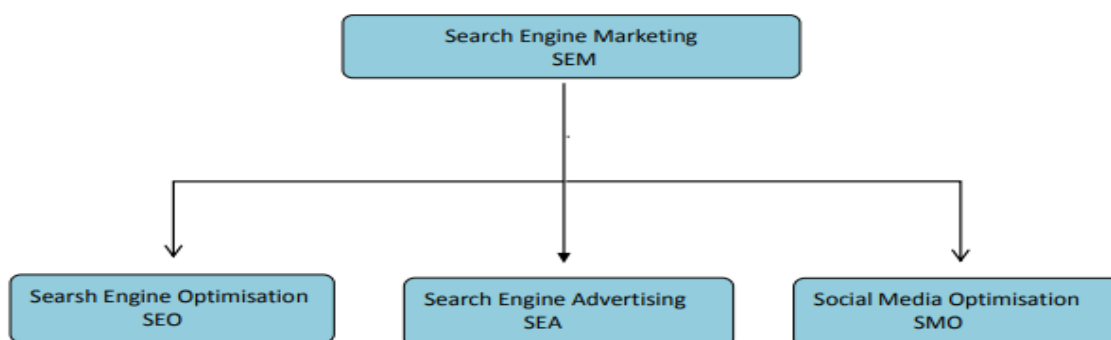 Search Engine Marketing
SEM
Searsh Engine Optimisation
SEO
Search Engine Advertising
SEA
Social Media Optimisation
SMO